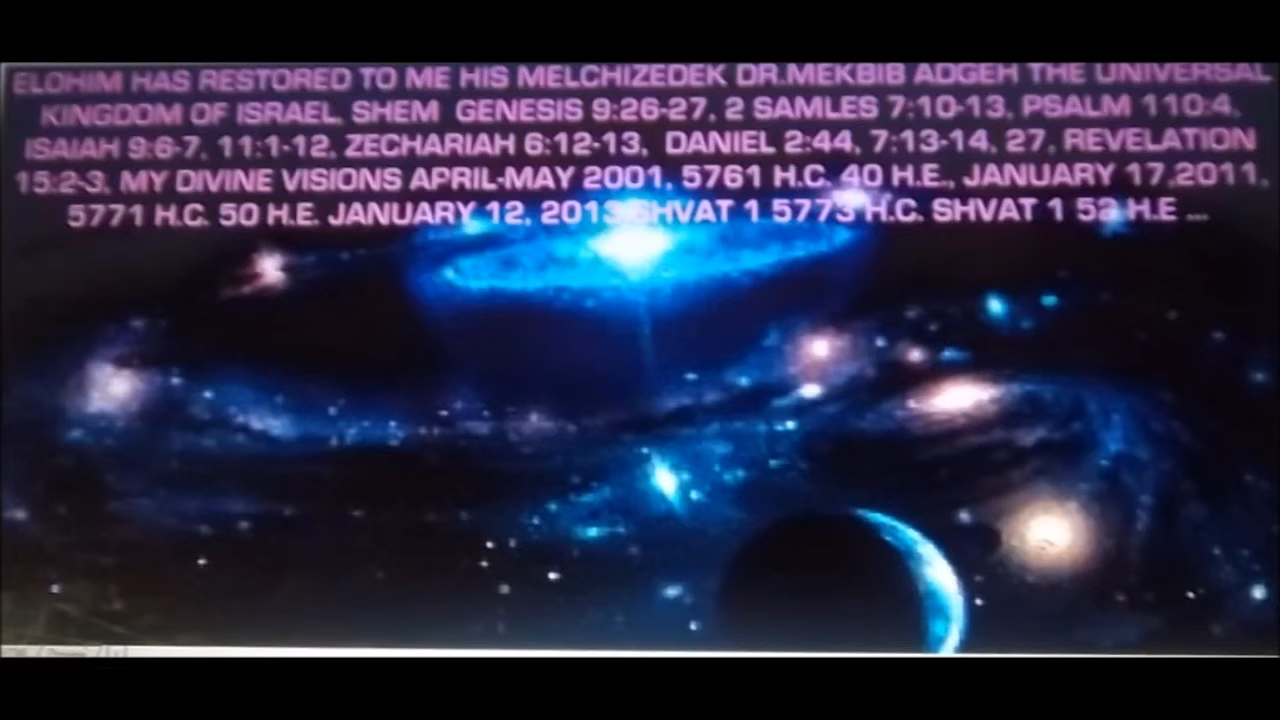 ELOHIM HAS RESTORED TO ME HIS MELCHIZEDEK DR.MEKBIB ADGEH THE UNIVERSAL
KINGDOM OF ISRAEL, SHEM GENESIS 9:26-27, 2 SAMLES 7:10-13, PSALM 110:4,
ISAIAH 9:6-7, 11:1-12, ZECHARIAH 6:12-13, DANIEL 2:44, 7:13-14, 27, REVELATION
15:2-3, MY DIVINE VISIONS APRIL-MAY 2001, 5761 H.C. 40 H.E., JANUARY 17,2011,
5771 H.C. 50 H.E. JANUARY 12, 2013 SHVAT 1 5773 H.C. SHVAT 1 52 H.E ...